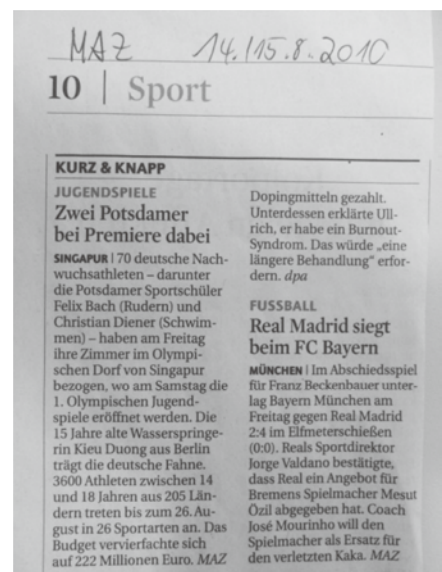 MAZ 14./15.8.2010
10 | Sport
KURZ & KNAPP
JUGENDSPIELE
Zwei Potsdamer
bei Premiere dabei
SINGAPUR | 70 deutsche Nach-
wuchsathleten – darunter
die Potsdamer Sportschüler
Felix Bach (Rudern) und
Christian Diener (Schwim-
men) – haben am Freitag
ihre Zimmer im Olympi-
schen Dorf von Singapur
bezogen, wo am Samstag die
1. Olympischen Jugend-
spiele eröffnet werden. Die
15 Jahre alte Wasserspringe-
rin Kieu Duong aus Berlin
trägt die deutsche Fahne.
3600 Athleten zwischen 14
und 18 Jahren aus 205 Län-
dern treten bis zum 26. Au-
gust in 26 Sportarten an. Das
Budget vervierfachte sich
auf 222 Millionen Euro. MAZ
Dopingmitteln gezahlt.
Unterdessen erklärte Ull-
rich, er habe ein Burnout-
Syndrom. Das würde „eine
längere Behandlung“ erfor-
dern. dpa
FUSSBALL
Real Madrid siegt
beim FC Bayern
MÜNCHEN | Im Abschiedsspiel
für Franz Beckenbauer unter-
lag Bayern München am
Freitag gegen Real Madrid
2:4 im Elfmeterschießen
(0:0). Reals Sportdirektor
Jorge Valdano bestätigte,
dass Real ein Angebot für
Bremens Spielmacher Mesut
Özil abgegeben hat. Coach
José Mourinho will den
Spielmacher als Ersatz für
den verletzten Kaka. MAZ